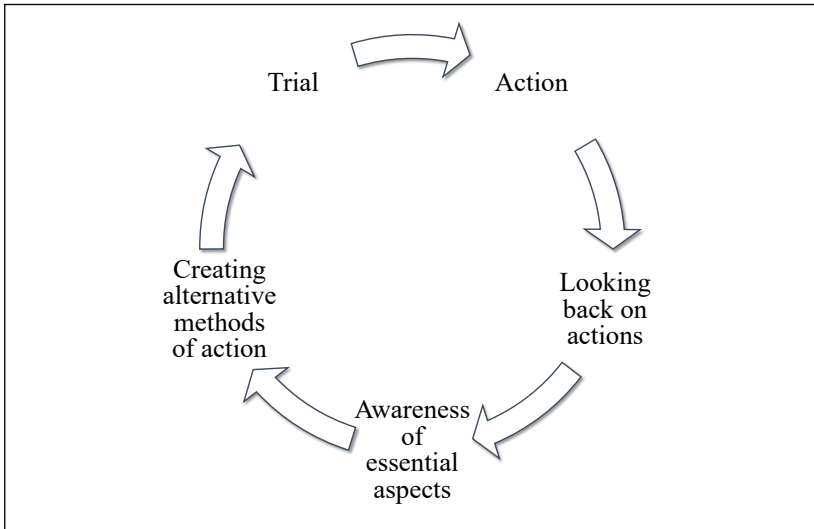 Trial
Action
Looking
back on
actions
Awareness
of
essential
aspects
Creating
alternative
methods
of action